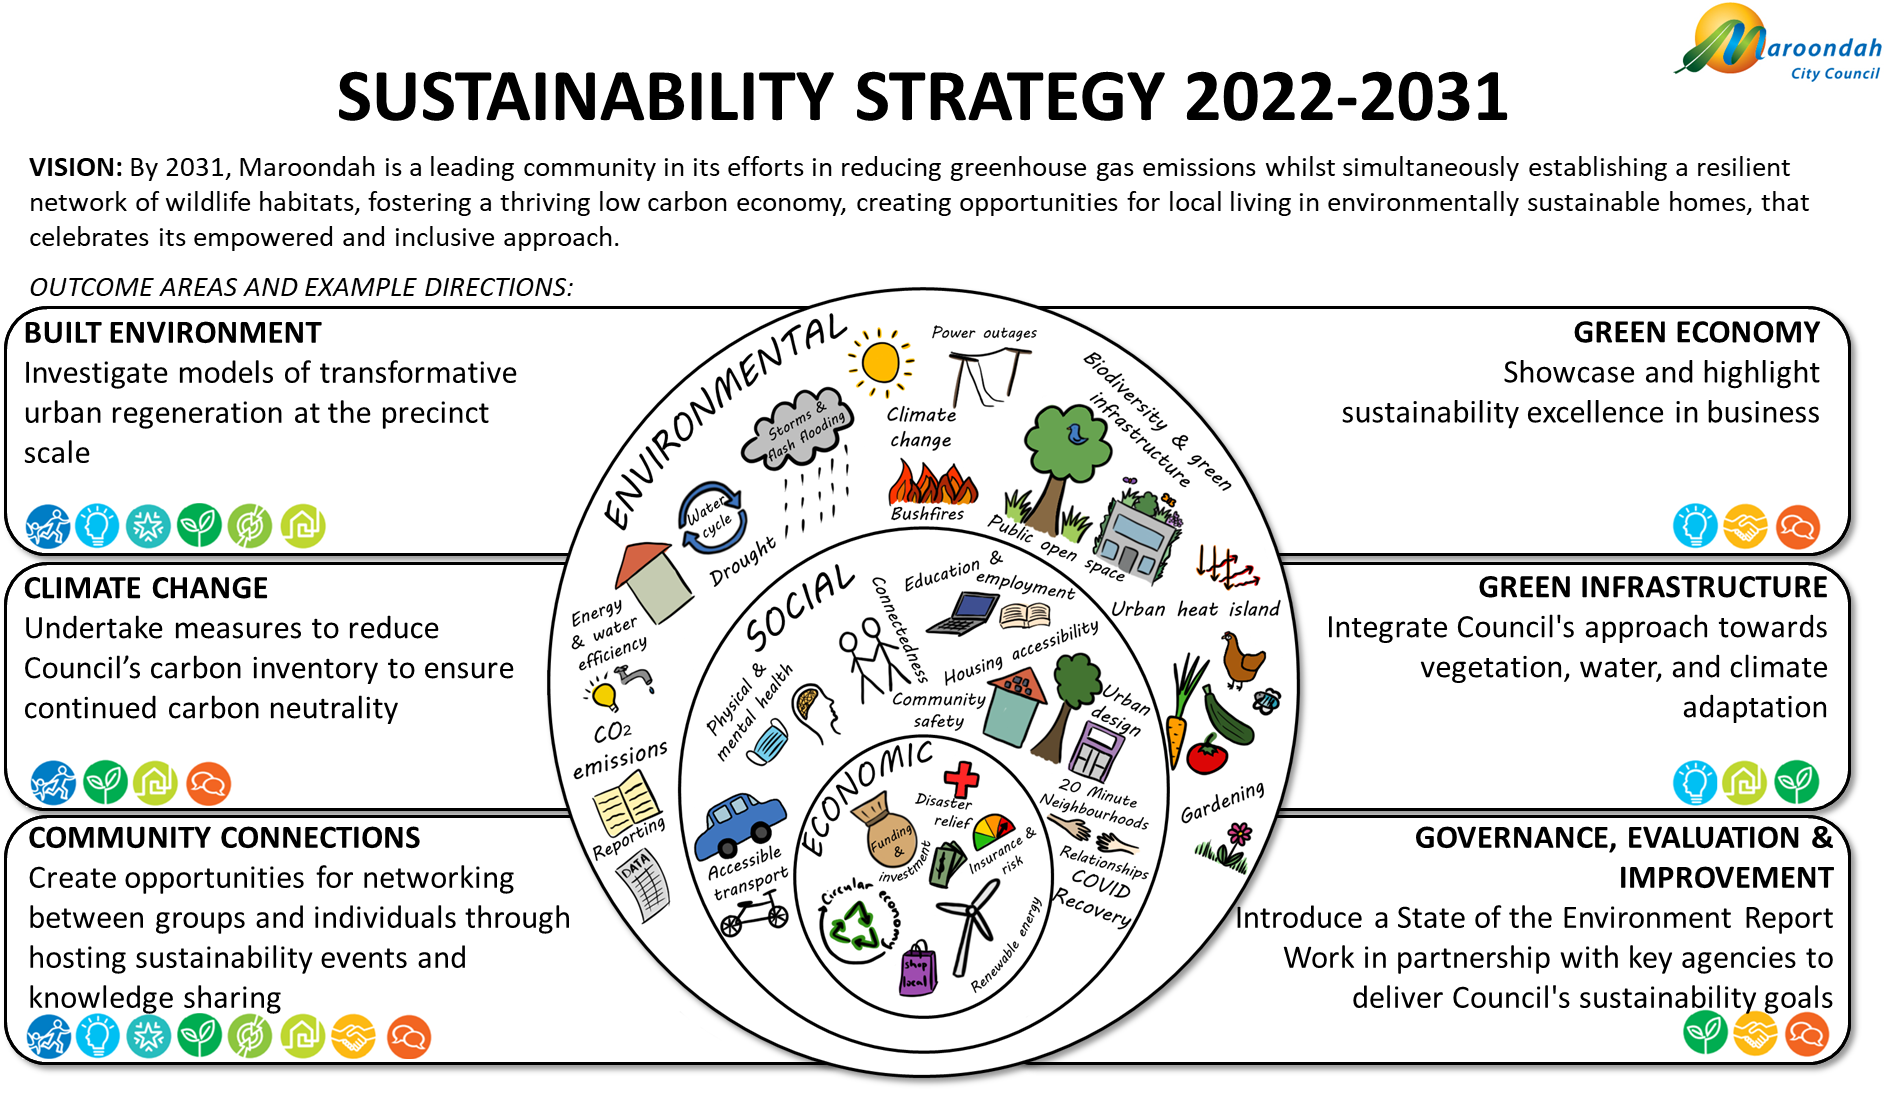 Maroondah
City Council
SUSTAINABILITY STRATEGY 2022-2031
VISION: By 2031, Maroondah is a leading community in its efforts in reducing greenhouse gas emissions whilst simultaneously establishing a resilient
network of wildlife habitats, fostering a thriving low carbon economy, creating opportunities for local living in environmentally sustainable homes, that
celebrates its empowered and inclusive approach.
OUTCOME AREAS AND EXAMPLE DIRECTIONS:
BUILT ENVIRONMENT
Investigate models of transformative
urban regeneration at the precinct
scale
CLIMATE CHANGE
Undertake measures to reduce
Council’s carbon inventory to ensure
continued carbon neutrality
COMMUNITY CONNECTIONS
Create opportunities for networking
between groups and individuals through
hosting sustainability events and
knowledge sharing
ENVIRONMENTAL
Power outages
Climate
change
Storms &
flash flooding
Bushfires
Biodiversity & green
infrastructure
Public open space
Water
cycle
Drought
Urban heat island
Energy
& water
efficiency
CO2
emissions
Reporting
DATA
Gardening
SOCIAL
Connectedness
Education &
employment
Housing accessibility
Physical &
mental health
Community
safety
Urban
design
20 Minute
Neighbourhoods
Relationships
COVID
Recovery
Accessible
transport
ECONOMIC
Disaster
relief
Funding
&
investment
$
Insurance &
risk
Circular economy
shop
local
Renewable energy
GREEN ECONOMY
Showcase and highlight
sustainability excellence in business
GREEN INFRASTRUCTURE
Integrate Council's approach towards
vegetation, water, and climate
adaptation
GOVERNANCE, EVALUATION &
IMPROVEMENT
Introduce a State of the Environment Report
Work in partnership with key agencies to
deliver Council's sustainability goals